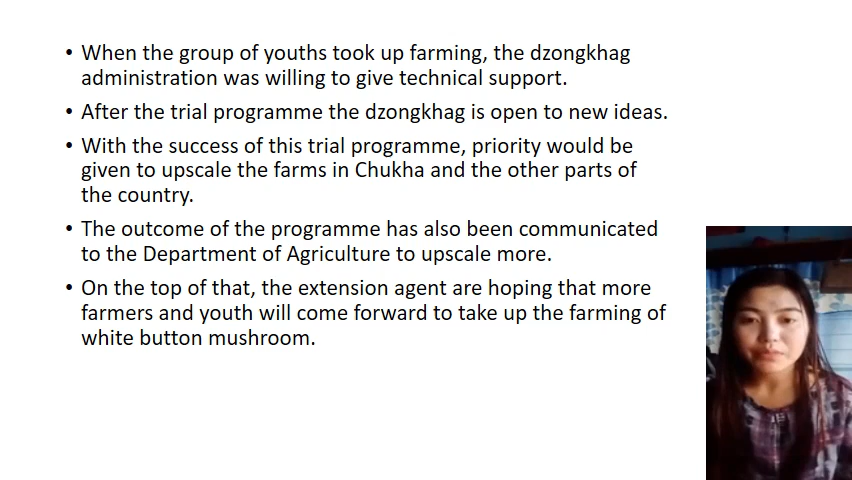 • When the group of youths took up farming, the dzongkhag
administration was willing to give technical support.
• After the trial programme the dzongkhag is open to new ideas.
• With the success of this trial programme, priority would be
given to upscale the farms in Chukha and the other parts of
the country.
• The outcome of the programme has also been communicated
to the Department of Agriculture to upscale more.
• On the top of that, the extension agent are hoping that more
farmers and youth will come forward to take up the farming of
white button mushroom.